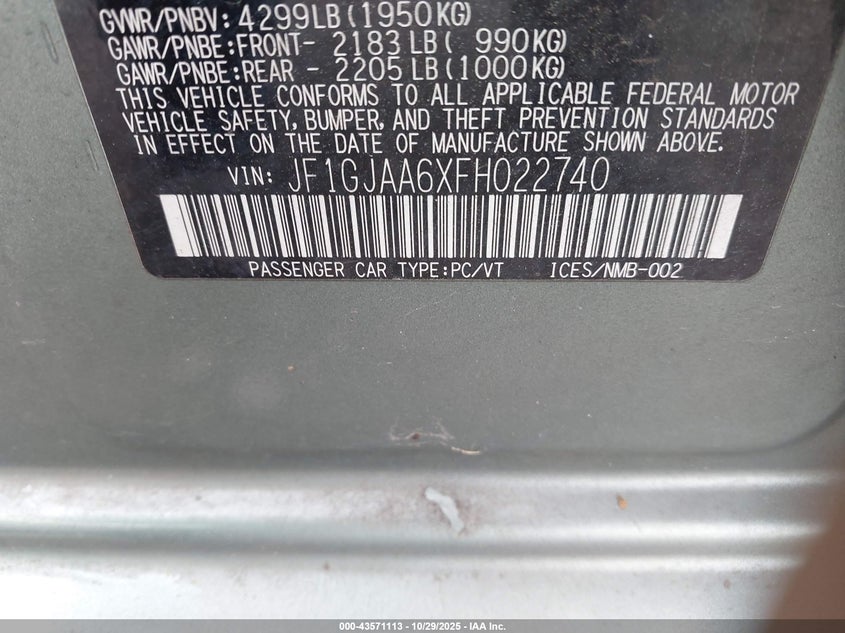 GVWR/PNBV: 4299LB(1950KG)
GAWR/PNBE:FRONT- 2183LB( 990KG)
GAWR/PNBE:REAR - 2205LB(1000KG)
THIS VEHICLE CONFORMS TO ALL APPLICABLE FEDERAL MOTOR
VEHICLE SAFETY, BUMPER, AND THEFT PREVENTION STANDARDS
IN EFFECT ON THE DATE OF MANUFACTURE SHOWN ABOVE.
VIN: JF1GJAA6XFH022740
PASSENGER CAR TYPE:PC/VT ICES/NMB-002
000-43571113 - 10/29/2025 - IAA Inc.